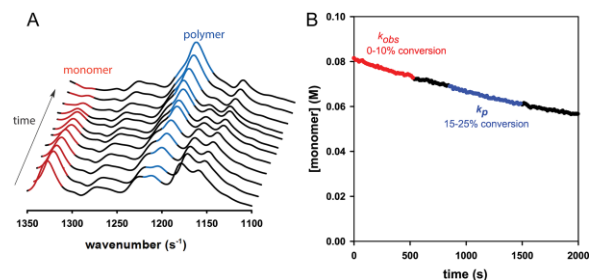 A
polymer
monomer
time
1350
1300
1250
1200
1150
1100
wavenumber (s-1)
B
0.10
0.08
0.06
0.04
0.02
0.00
[monomer] (M)
kobs
0-10% conversion
kp
15-25% conversion
0
500
1000
1500
2000
time (s)